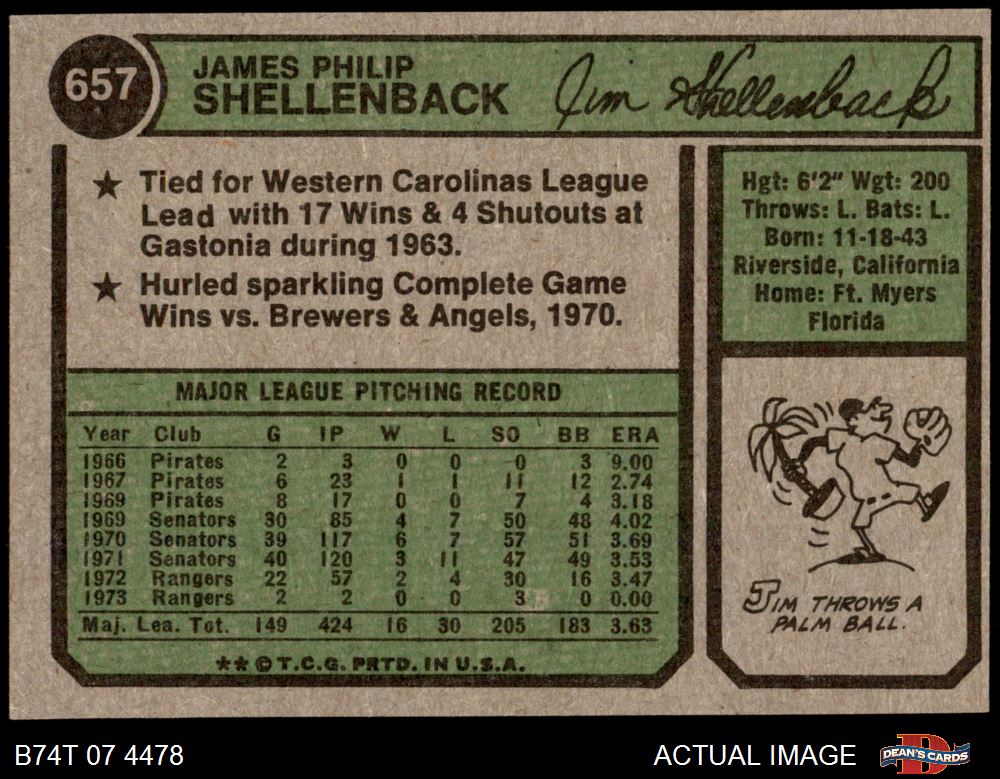 657
JAMES PHILIP
SHELLENBACK
Jim Shellenback
★ Tied for Western Carolinas League
Lead with 17 Wins & 4 Shutouts at
Gastonia during 1963.
★ Hurled sparkling Complete Game
Wins vs. Brewers & Angels, 1970.
Hgt: 6'2" Wgt: 200
Throws: L. Bats: L.
Born: 11-18-43
Riverside, California
Home: Ft. Myers
Florida
MAJOR LEAGUE PITCHING RECORD
Year Club G IP W L SO BB ERA
1966 Pirates 2 3 0 0 0 3 9.00
1967 Pirates 6 23 1 1 11 12 2.74
1969 Pirates 8 17 0 0 7 4 3.18
1969 Senators 30 85 4 7 50 48 4.02
1970 Senators 39 117 6 7 57 51 3.69
1971 Senators 40 120 3 11 47 49 3.53
1972 Rangers 22 57 2 4 30 16 3.47
1973 Rangers 2 2 0 0 3 0 0.00
Maj. Lea. Tot. 149 424 16 30 205 183 3.63
★★ © T.C.G. PRTD. IN U.S.A.
JIM THROWS A
PALM BALL.
B74T 07 4478
ACTUAL IMAGE
D
DEAN'S CARDS